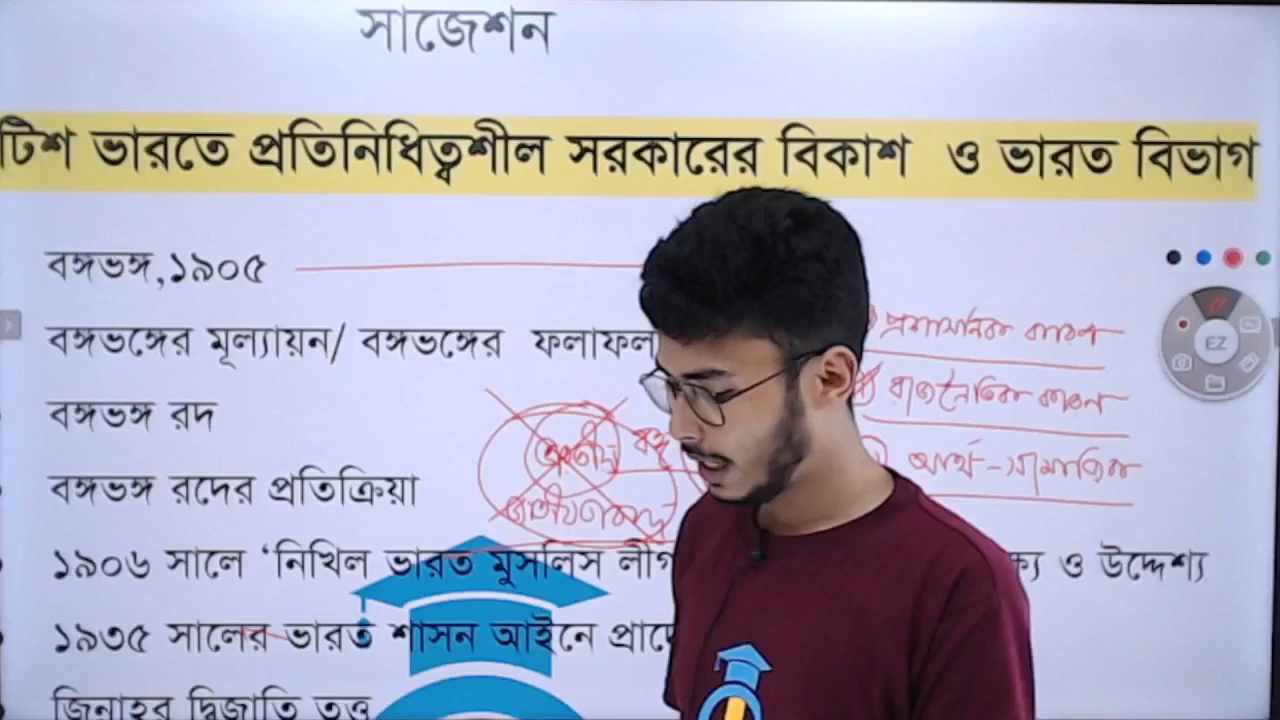 সাজেশন
টিশ ভারতে প্রতিনিধিত্বশীল সরকারের বিকাশ ও ভারত বিভাগ
বঙ্গভঙ্গ,১৯০৫
বঙ্গভঙ্গের মূল্যায়ন/ বঙ্গভঙ্গের ফলাফল
প্রশাসনিক কারণ
বঙ্গভঙ্গ রদ
রাজনৈতিক কারণ
আর্থ-সামাজিক
বঙ্গভঙ্গ রদের প্রতিক্রিয়া
১৯০৬ সালে ‘নিখিল ভারত মুসলিস লীগ ও উদ্দেশ্য
১৯৩৫ সালের ভারত শাসন আইনে প্রাদে
জিনাহর দ্বিজাতি তত্ত্ব
EZ